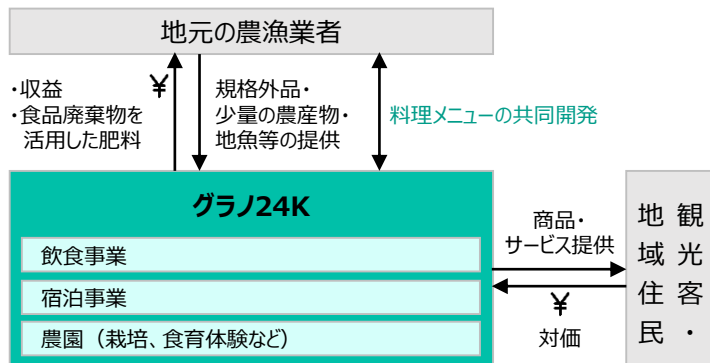 地元の農漁業者
・収益
・食品廃棄物を
活用した肥料
¥
規格外品・
少量の農産物・
地魚等の提供
料理メニューの共同開発
グラノ24K
飲食事業
宿泊事業
農園（栽培、食育体験など）
商品・
サービス提供
¥
対価
観光客・
地域住民